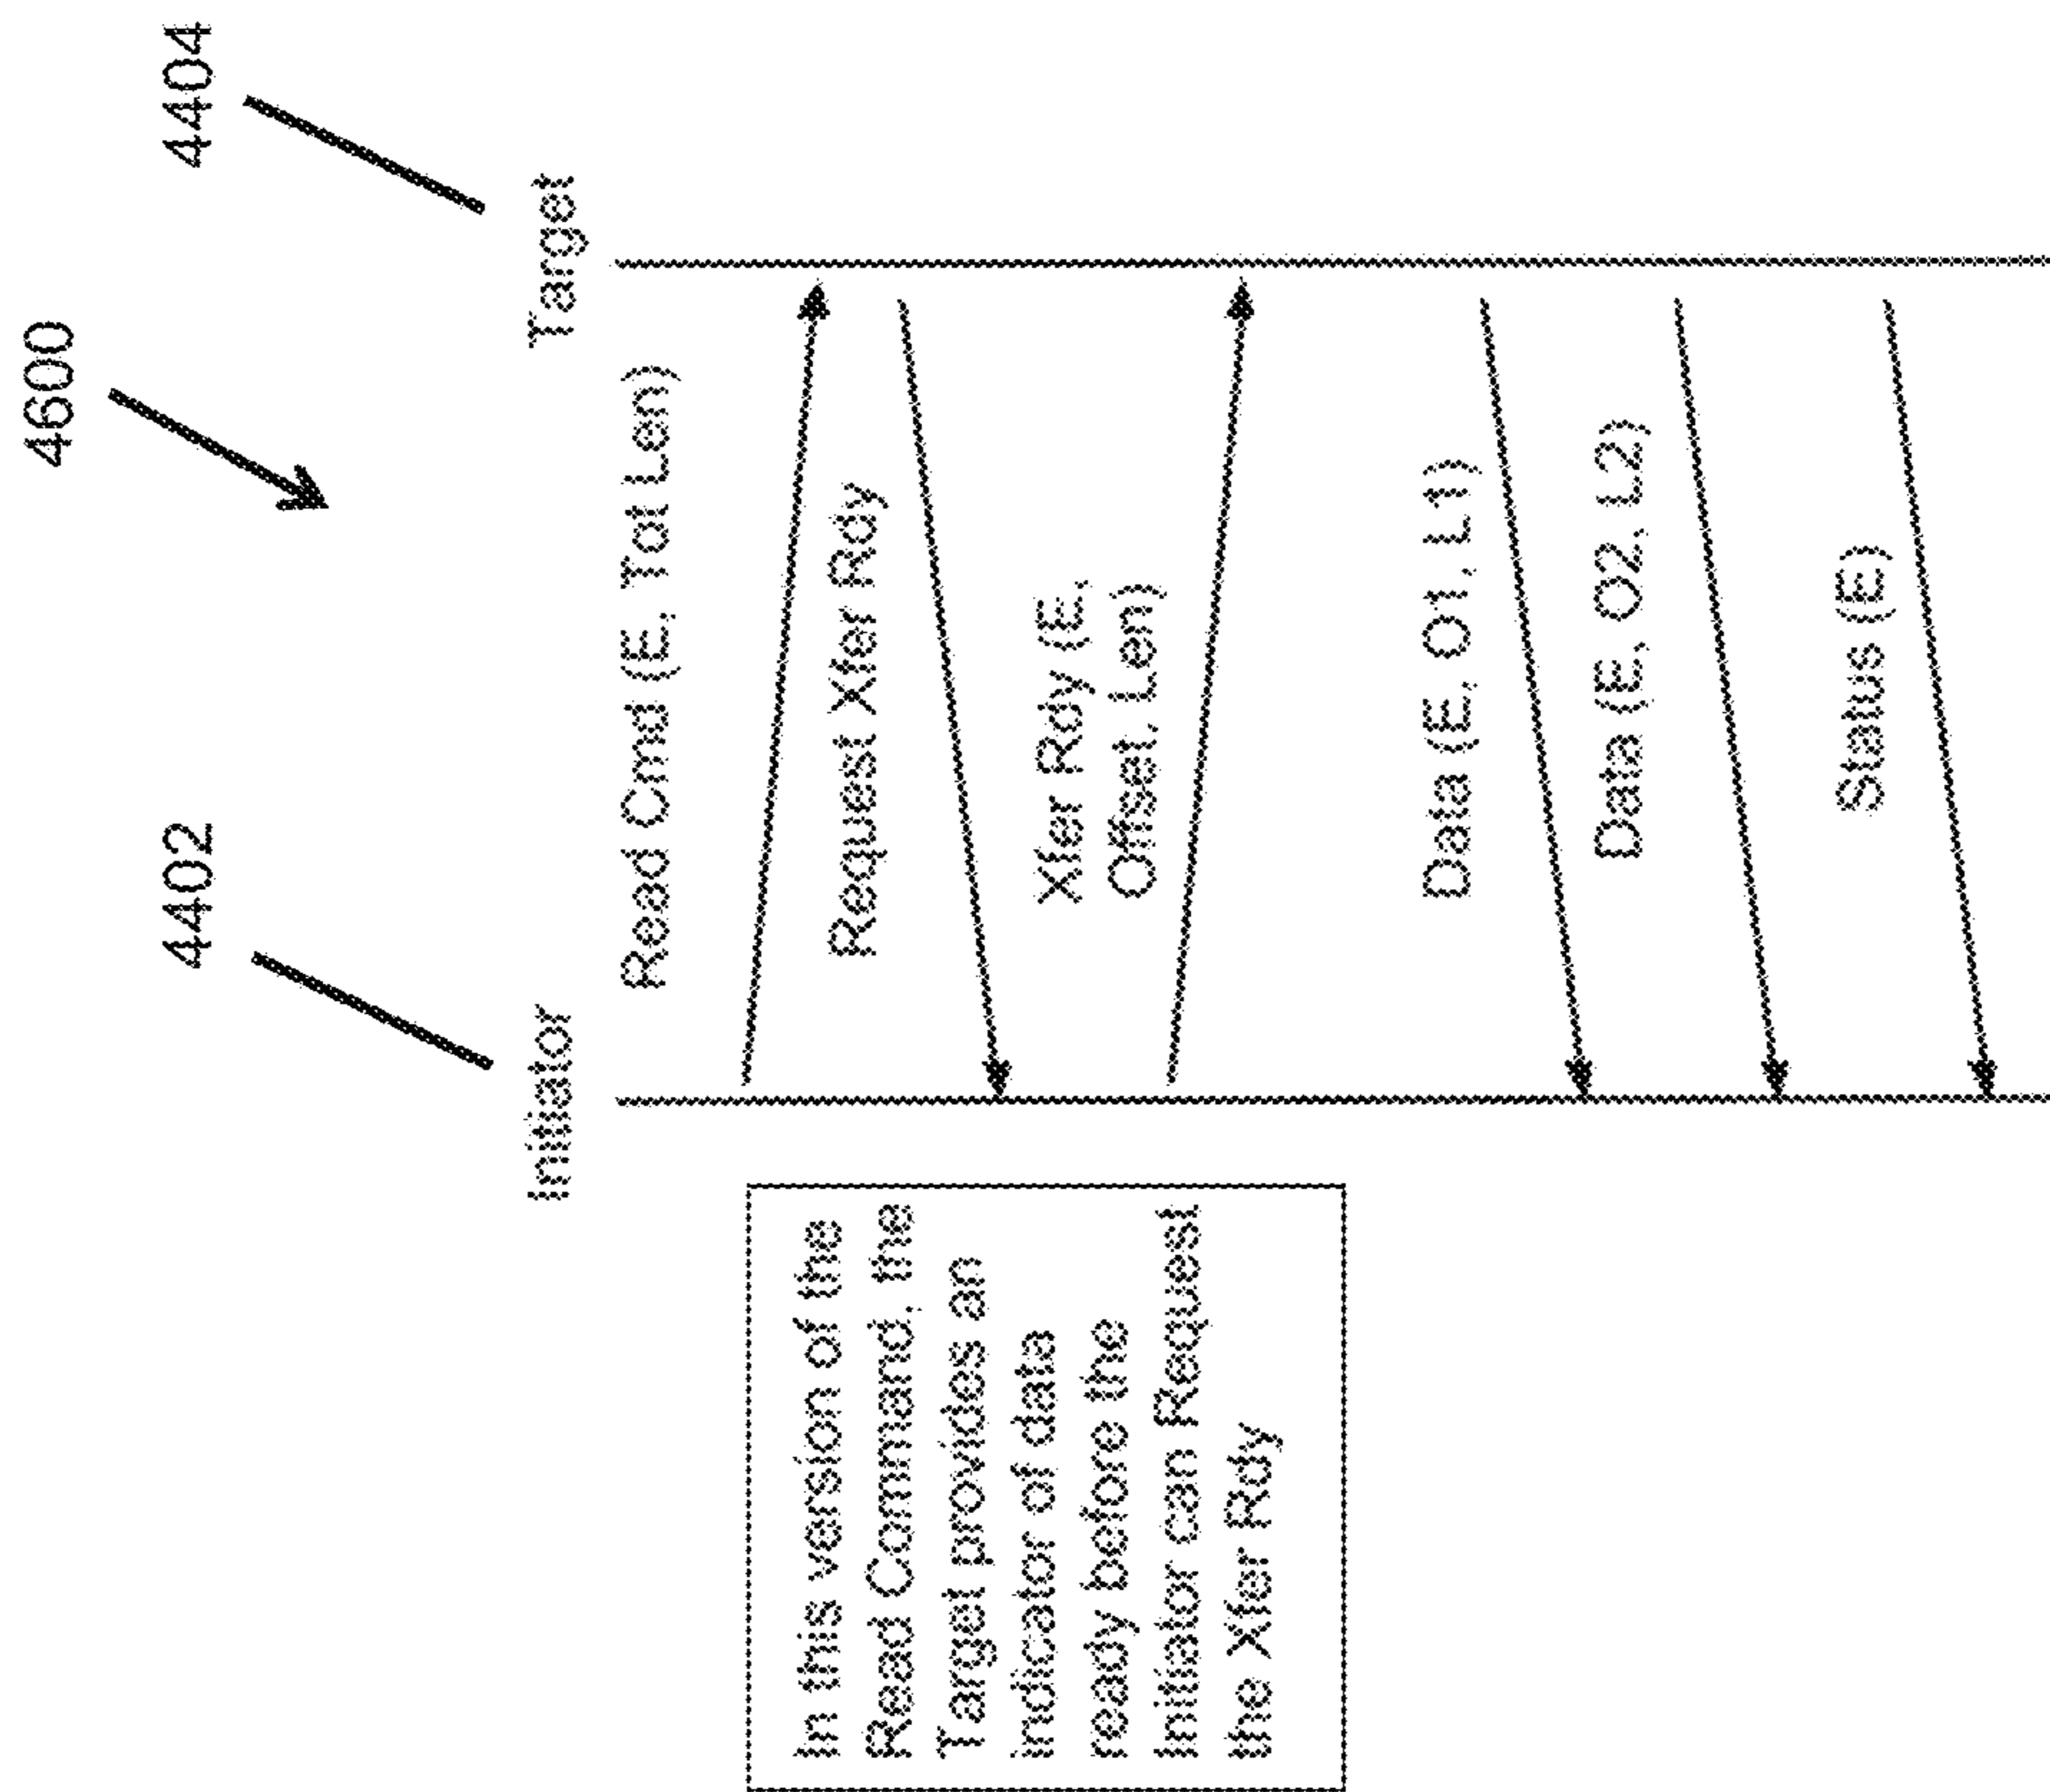 4600
4402
4404
Initiator
Target
Read Cmd (E, Tot Len)
Request Xfer Rdy
Xfer Rdy (E,
Offset, Len)
Data (E, O1, L1)
Data (E, O2, L2)
Status (E)
In this version of the
Read Command, the
Target provides an
indicator of data
ready before the
Initiator can Request
the Xfer Rdy